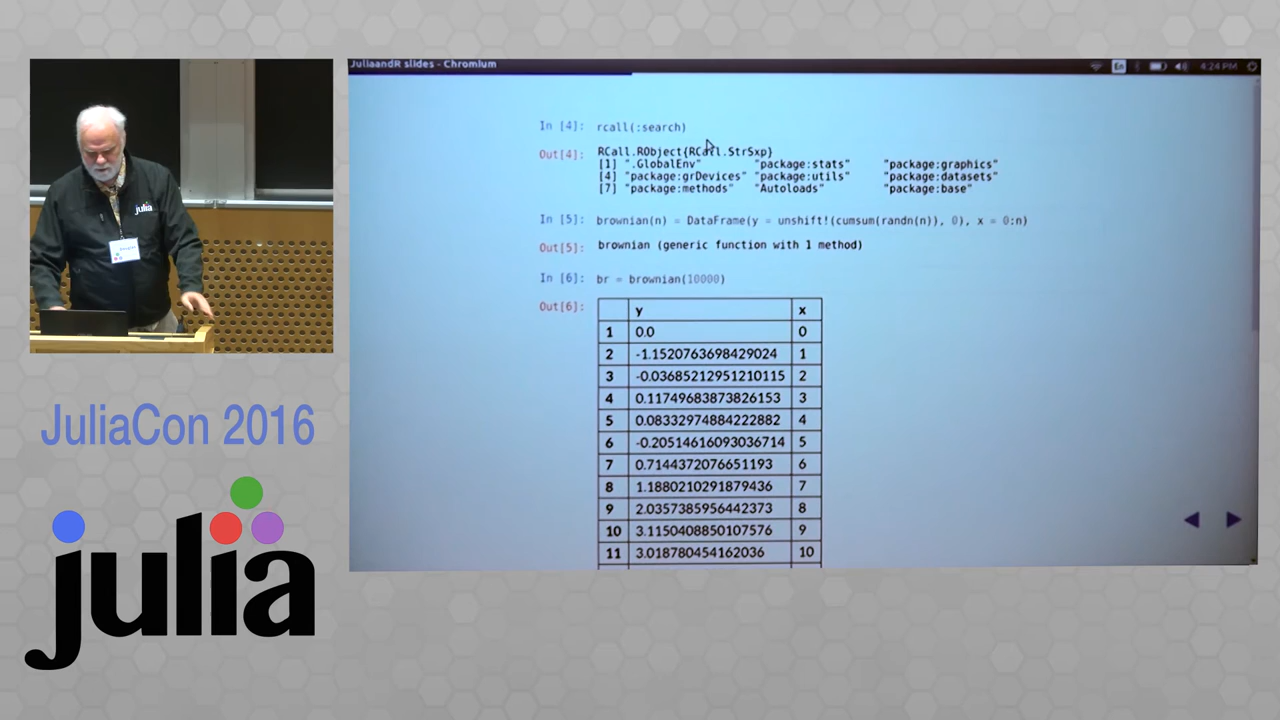 JuliaandR slides - Chromium
En
4:24 PM
In [4]: rcall(:search)
Out[4]: RCall.RObject{RCall.StrSxp}
[1] ".GlobalEnv" "package:stats" "package:graphics"
[4] "package:grDevices" "package:utils" "package:datasets"
[7] "package:methods" "Autoloads" "package:base"
In [5]: brownian(n) = DataFrame(y = unshift!(cumsum(randn(n)), 0), x = 0:n)
Out[5]: brownian (generic function with 1 method)
In [6]: br = brownian(10000)
Out[6]:
y x
1 0.0 0
2 -1.1520763698429024 1
3 -0.03685212951210115 2
4 0.11749683873826153 3
5 0.08332974884222882 4
6 -0.20514616093036714 5
7 0.7144372076651193 6
8 1.1880210291879436 7
9 2.0357385956442373 8
10 3.1150408850107576 9
11 3.018780454162036 10
julia
JuliaCon 2016
julia